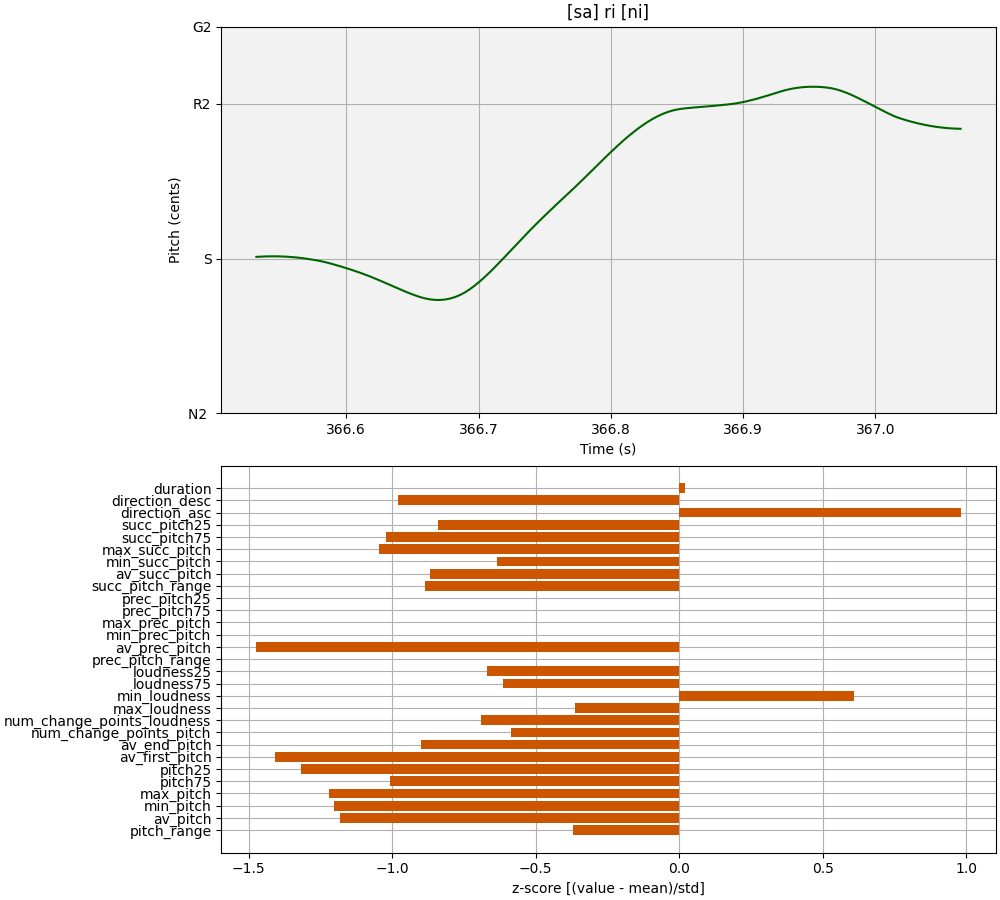 [sa] ri [ni]
G2
R2
S
N2
Pitch (cents)
366.6 366.7 366.8 366.9 367.0
Time (s)
duration
direction_desc
direction_asc
succ_pitch25
succ_pitch75
max_succ_pitch
min_succ_pitch
av_succ_pitch
succ_pitch_range
prec_pitch25
prec_pitch75
max_prec_pitch
min_prec_pitch
av_prec_pitch
prec_pitch_range
loudness25
loudness75
min_loudness
max_loudness
num_change_points_loudness
num_change_points_pitch
av_end_pitch
av_first_pitch
pitch25
pitch75
max_pitch
min_pitch
av_pitch
pitch_range
−1.5 −1.0 −0.5 0.0 0.5 1.0
z-score [(value - mean)/std]